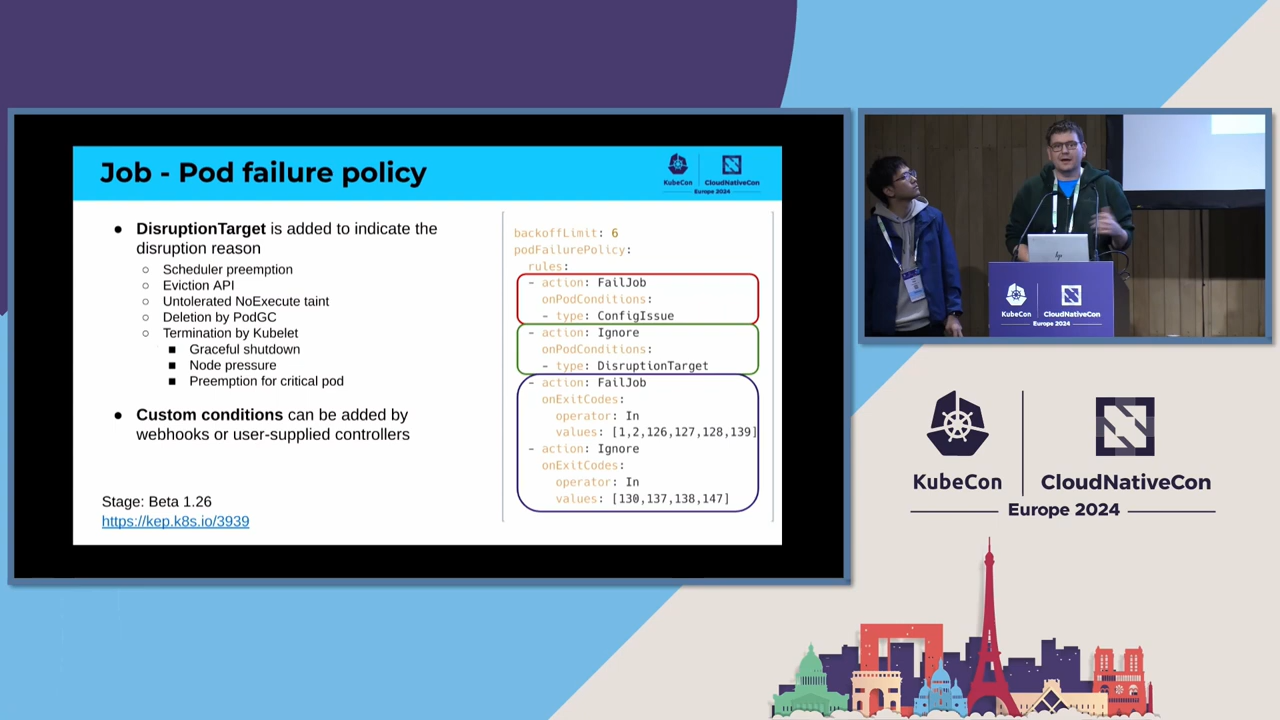 Job - Pod failure policy
KubeCon
CloudNativeCon
Europe 2024
● DisruptionTarget is added to indicate the
disruption reason
○ Scheduler preemption
○ Eviction API
○ Untolerated NoExecute taint
○ Deletion by PodGC
○ Termination by Kubelet
■ Graceful shutdown
■ Node pressure
■ Preemption for critical pod
● Custom conditions can be added by
webhooks or user-supplied controllers
Stage: Beta 1.26
https://kep.k8s.io/3939
backoffLimit: 6
podFailurePolicy:
rules:
- action: FailJob
onPodConditions:
- type: ConfigIssue
- action: Ignore
onPodConditions:
- type: DisruptionTarget
- action: FailJob
onExitCodes:
operator: In
values: [1,2,126,127,128,139]
- action: Ignore
onExitCodes:
operator: In
values: [130,137,138,147]
hp
KubeCon
CloudNativeCon
Europe 2024
KubeCon
CloudNativeCon
Europe 2024